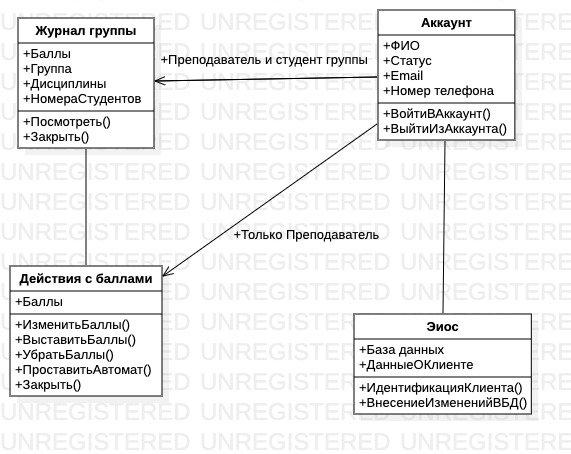 Журнал группы
+Баллы
+Группа
+Дисциплины
+НомераСтудентов
+Посмотреть()
+Закрыть()
+Преподаватель и студент группы
Аккаунт
+ФИО
+Статус
+Email
+Номер телефона
+ВойтиВАккаунт()
+ВыйтиИзАккаунта()
+Только Преподаватель
Действия с баллами
+Баллы
+ИзменитьБаллы()
+ВыставитьБаллы()
+УбратьБаллы()
+ПроставитьАвтомат()
+Закрыть()
Эиос
+База данных
+ДанныеОКлиенте
+ИдентификацияКлиента()
+ВнесениеИзмененийВБД()
UNREGISTERED UNREGISTERED UNREGISTERED